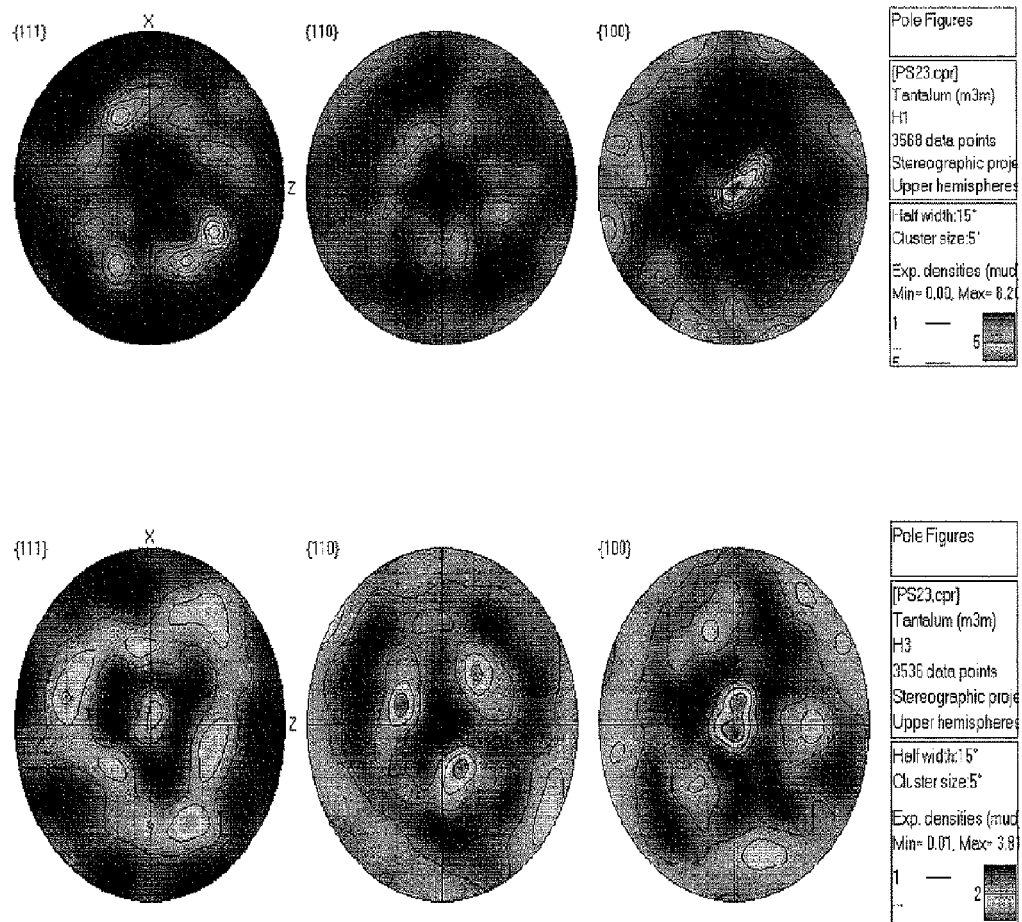 {111}
X
{110}
{100}
Z
Pole Figures
[PS23.cpr]
Tantalum (m3m)
H1
3568 data points
Stereographic proje
Upper hemispheres
Half width:15°
Cluster size:5°
Exp. densities (mud
Min= 0.00, Max= 8.20
1
...
5
5
{111}
X
{110}
{100}
Z
Pole Figures
[PS23.cpr]
Tantalum (m3m)
H3
3536 data points
Stereographic proje
Upper hemispheres
Half width:15°
Cluster size:5°
Exp. densities (mud
Min= 0.01, Max= 3.8
1
...
2